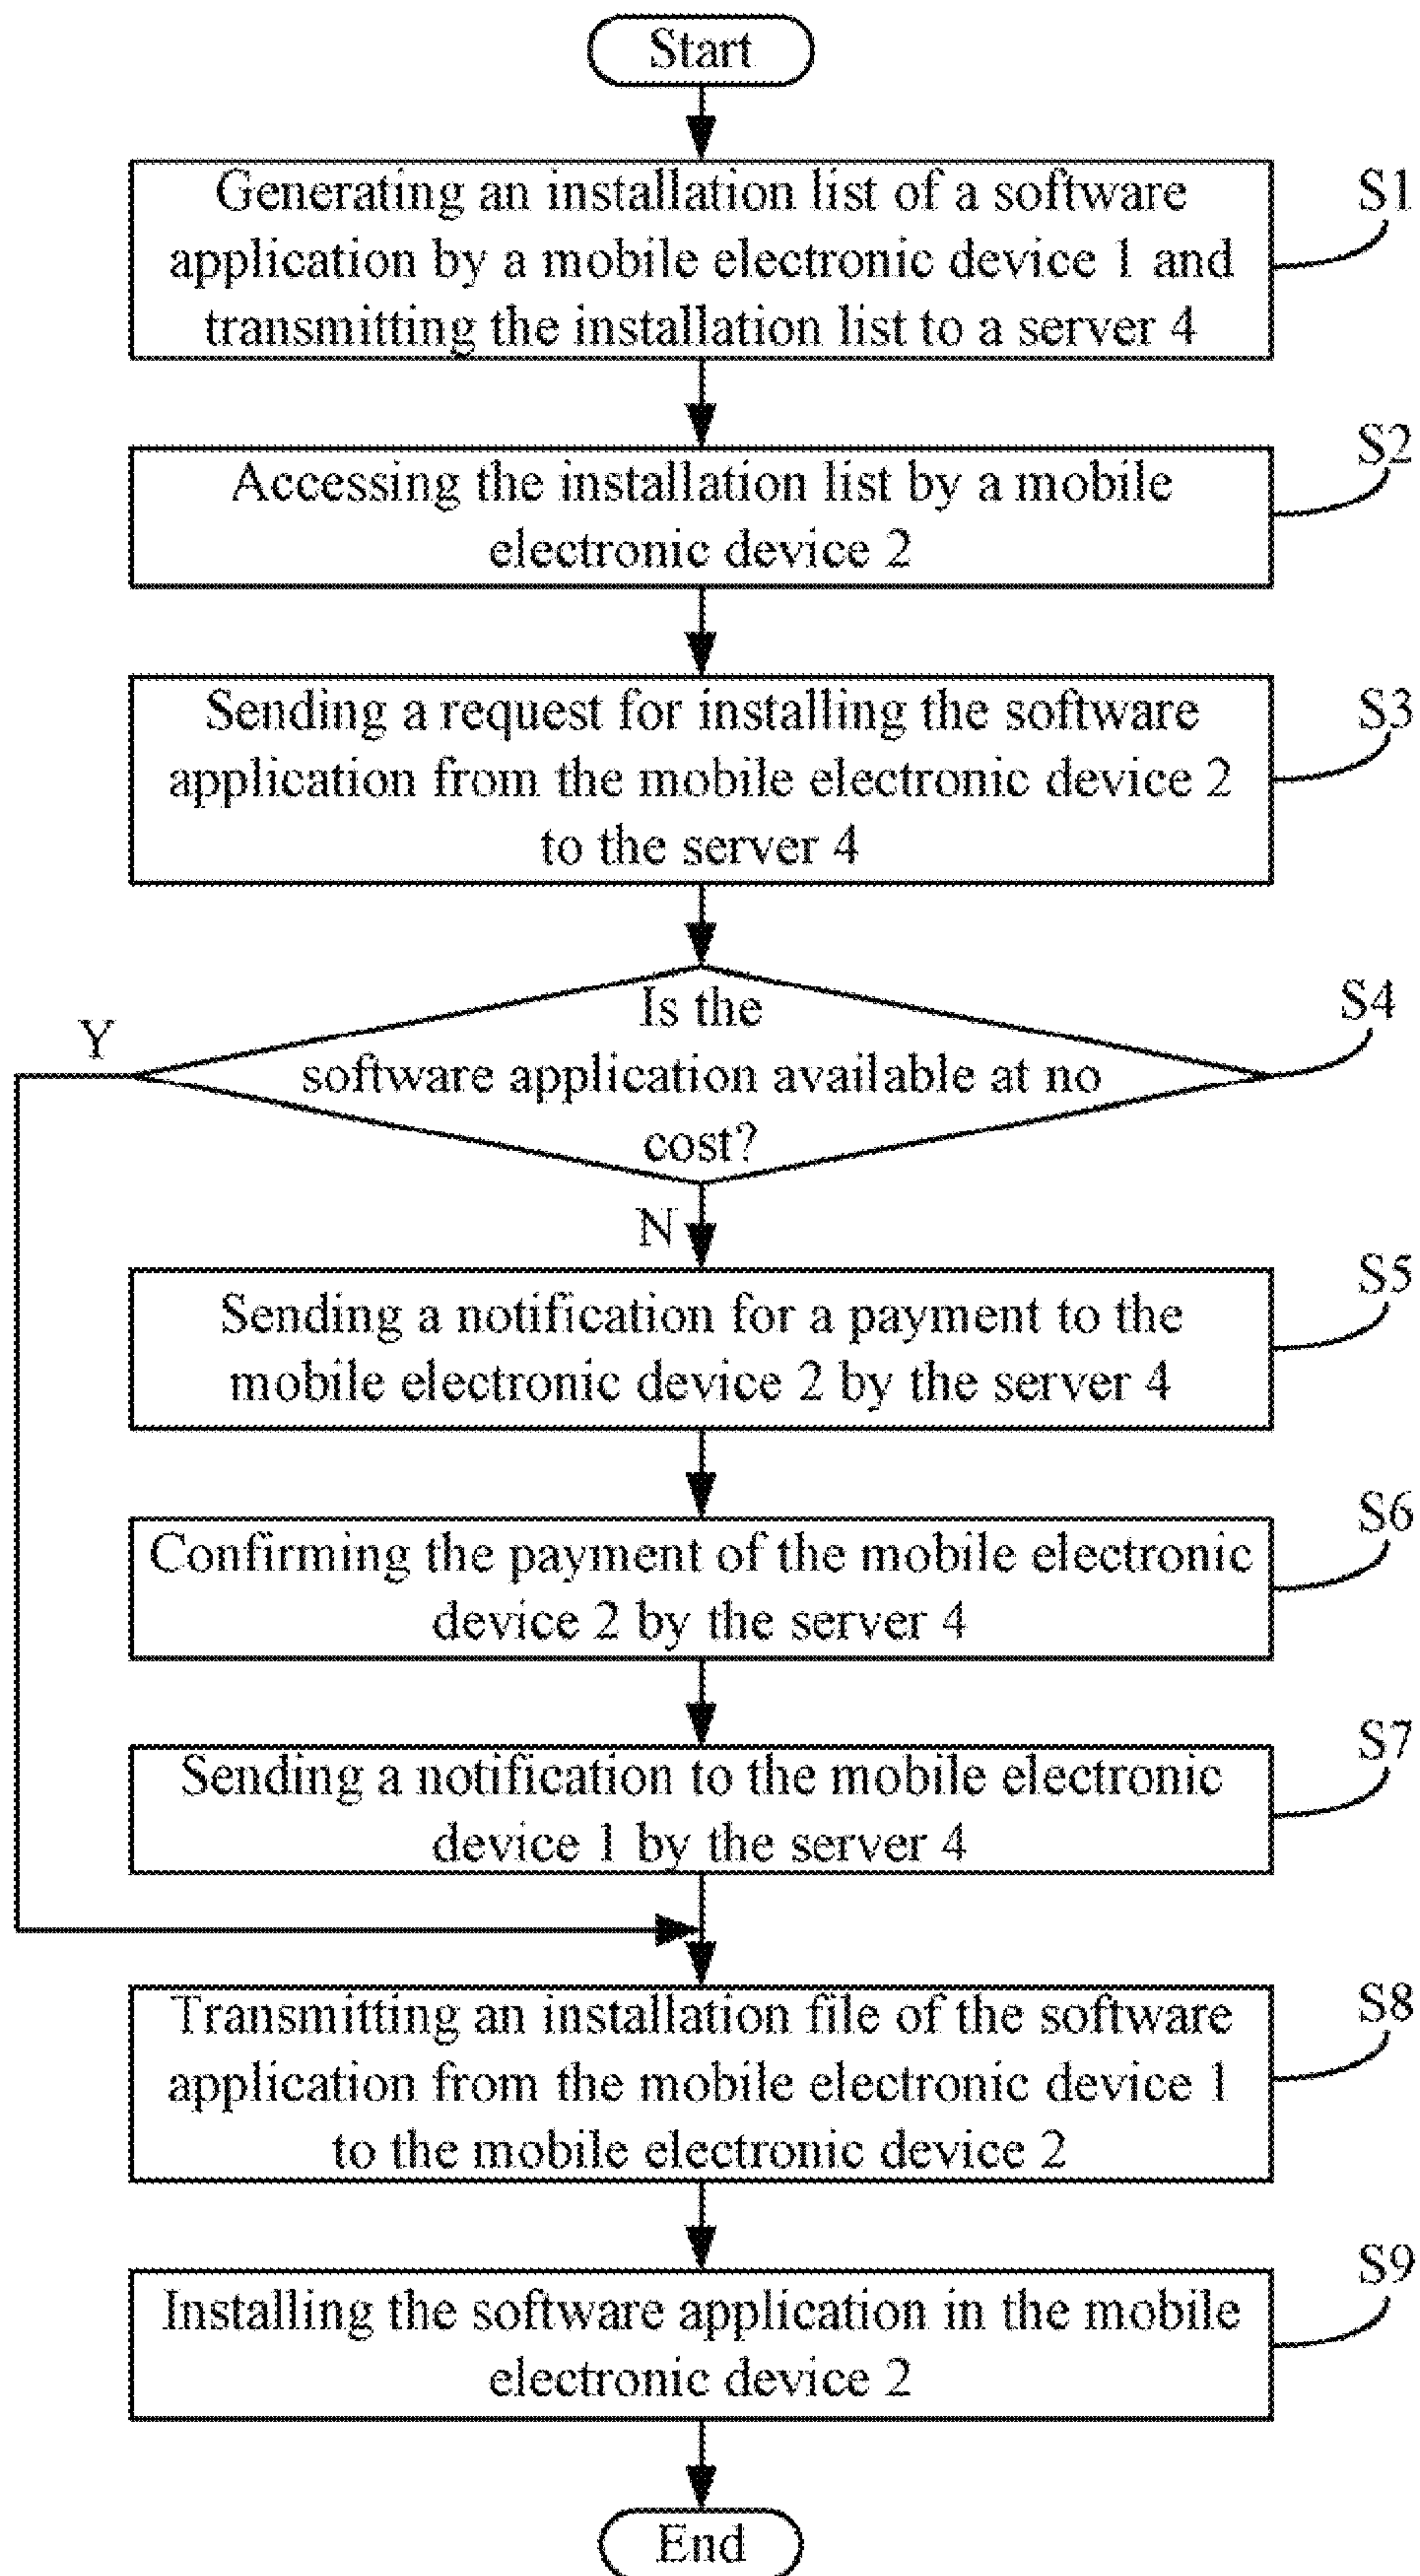 Start
Generating an installation list of a software
application by a mobile electronic device 1 and
transmitting the installation list to a server 4
S1
Accessing the installation list by a mobile
electronic device 2
S2
Sending a request for installing the software
application from the mobile electronic device 2
to the server 4
S3
Is the
software application available at no
cost?
S4
Y
N
Sending a notification for a payment to the
mobile electronic device 2 by the server 4
S5
Confirming the payment of the mobile electronic
device 2 by the server 4
S6
Sending a notification to the mobile electronic
device 1 by the server 4
S7
Transmitting an installation file of the software
application from the mobile electronic device 1
to the mobile electronic device 2
S8
Installing the software application in the mobile
electronic device 2
S9
End